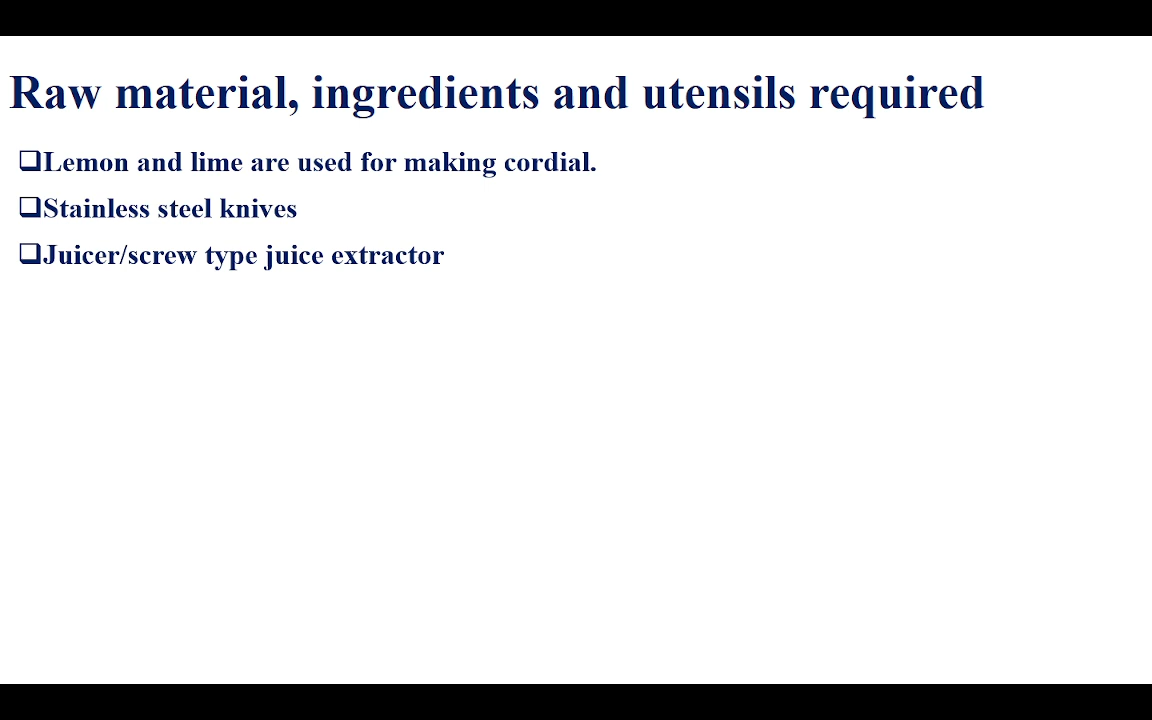 Raw material, ingredients and utensils required
❑Lemon and lime are used for making cordial.
❑Stainless steel knives
❑Juicer/screw type juice extractor